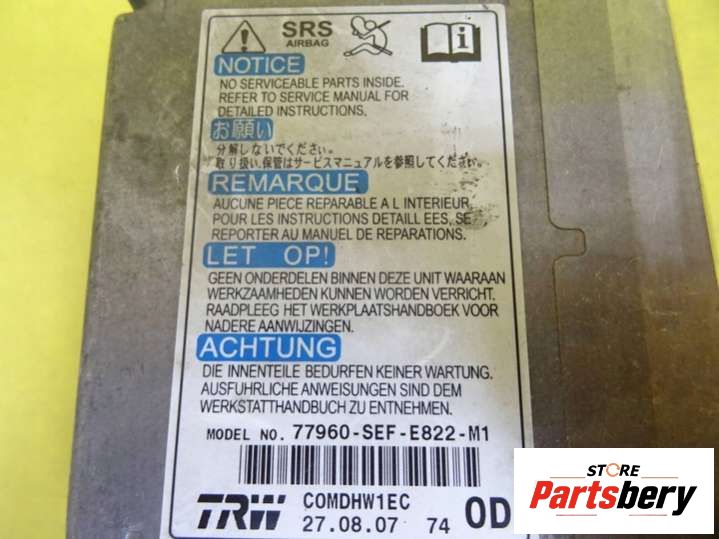 SRS
AIRBAG
NOTICE
NO SERVICEABLE PARTS INSIDE.
REFER TO SERVICE MANUAL FOR
DETAILED INSTRUCTIONS.
お願い
分解しないでください。
取り扱い、保管はサービスマニュアルを参照してください。
REMARQUE
AUCUNE PIECE REPARABLE A L INTERIEUR.
POUR LES INSTRUCTIONS DETAILL EES, SE
REPORTER AU MANUEL DE REPARATIONS.
LET OP!
GEEN ONDERDELEN BINNEN DEZE UNIT WAARAAN
WERKZAAMHEDEN KUNNEN WORDEN VERRICHT.
RAADPLEEG HET WERKPLAATSHANDBOEK VOOR
NADERE AANWIJZINGEN.
ACHTUNG
DIE INNENTEILE BEDURFEN KEINER WARTUNG.
AUSFUHRLICHE ANWEISUNGEN SIND DEM
WERKSTATTHANDBUCH ZU ENTNEHMEN.
MODEL NO. 77960-SEF-E822-M1
TRW COMDHW1EC
27.08.07 74 0D
STORE
Partsbery